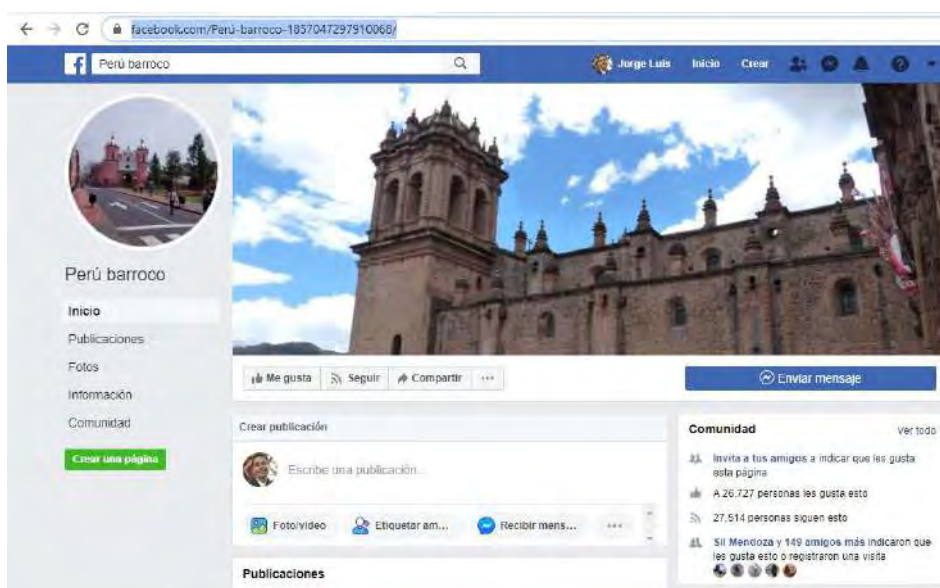 facebook.com/Perú-barroco-1857047297910068/
Perú barroco
Jorge Luis Inicio Crear
Perú barroco
Inicio
Publicaciones
Fotos
Información
Comunidad
Crear una página
Me gusta Seguir Compartir ...
Enviar mensaje
Crear publicación
Escribe una publicación...
Foto/video Etiquetar am... Recibir mens... ...
Publicaciones
Comunidad Ver todo
Invita a tus amigos a indicar que les gusta
esta página
A 26.727 personas les gusta esto
27.514 personas siguen esto
Sil Mendoza y 149 amigos más indicaron que
les gusta esto o registraron una visita